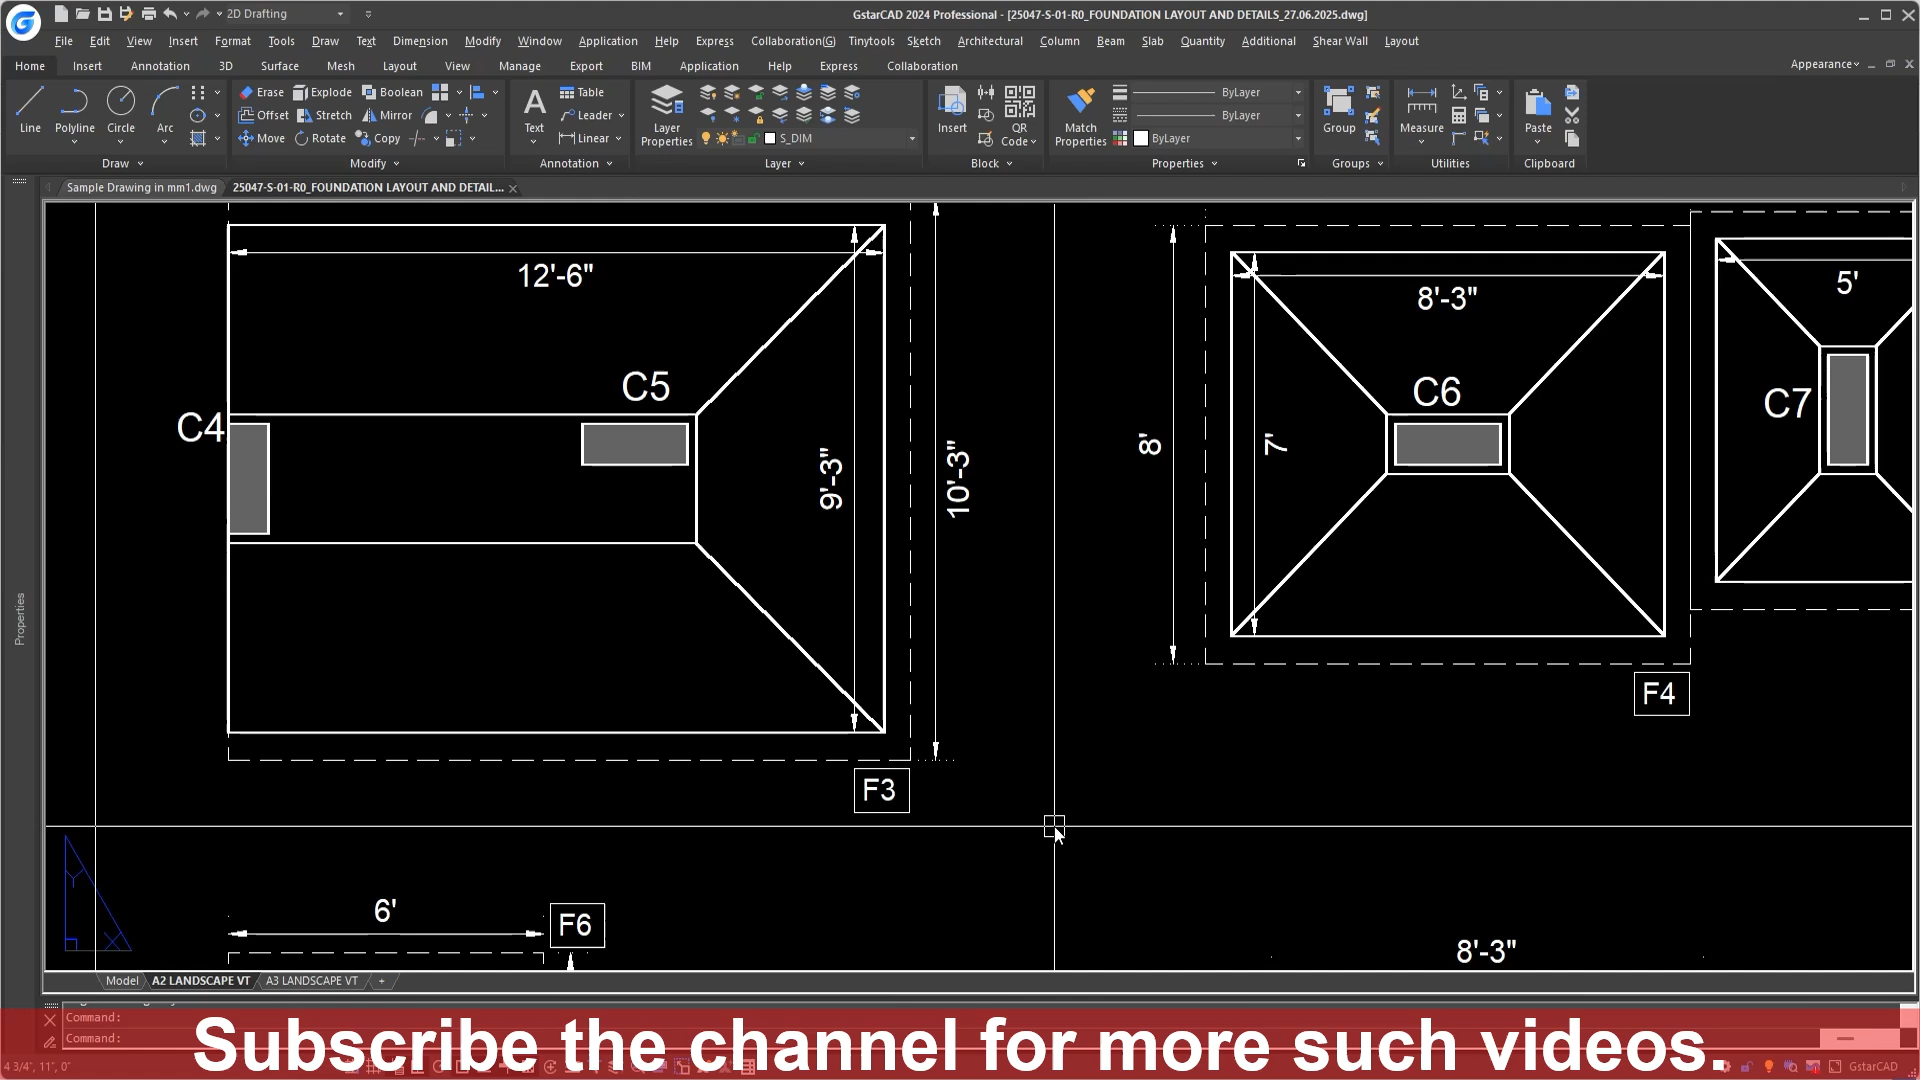 2D Drafting
GstarCAD 2024 Professional - [25047-S-01-R0_FOUNDATION LAYOUT AND DETAILS_27.06.2025.dwg]
File Edit View Insert Format Tools Draw Text Dimension Modify Window Application Help Express Collaboration(G) Tinytools Sketch Architectural Column Beam Slab Quantity Additional Shear Wall Layout
Home Insert Annotation 3D Surface Mesh Layout View Manage Export BIM Application Help Express Collaboration Appearance
Line Polyline Circle Arc
Erase Explode Boolean
Offset Stretch Mirror
Move Rotate Copy
Text
Table
Leader
Linear
Layer Properties
S_DIM
Insert
QR Code
Match Properties
ByLayer
ByLayer
ByLayer
Group
Measure
Paste
Draw Modify Annotation Layer Block Properties Groups Utilities Clipboard
Sample Drawing in mm1.dwg 25047-S-01-R0_FOUNDATION LAYOUT AND DETAIL...
Properties
12'-6"
C5
C4
9'-3"
10'-3"
F3
8'
7'
8'-3"
C6
F4
5'
C7
6'
F6
8'-3"
Y
X
Model A2 LANDSCAPE VT A3 LANDSCAPE VT +
Command:
Command:
Subscribe the channel for more such videos.
4 3/4", 11", 0"
GstarCAD